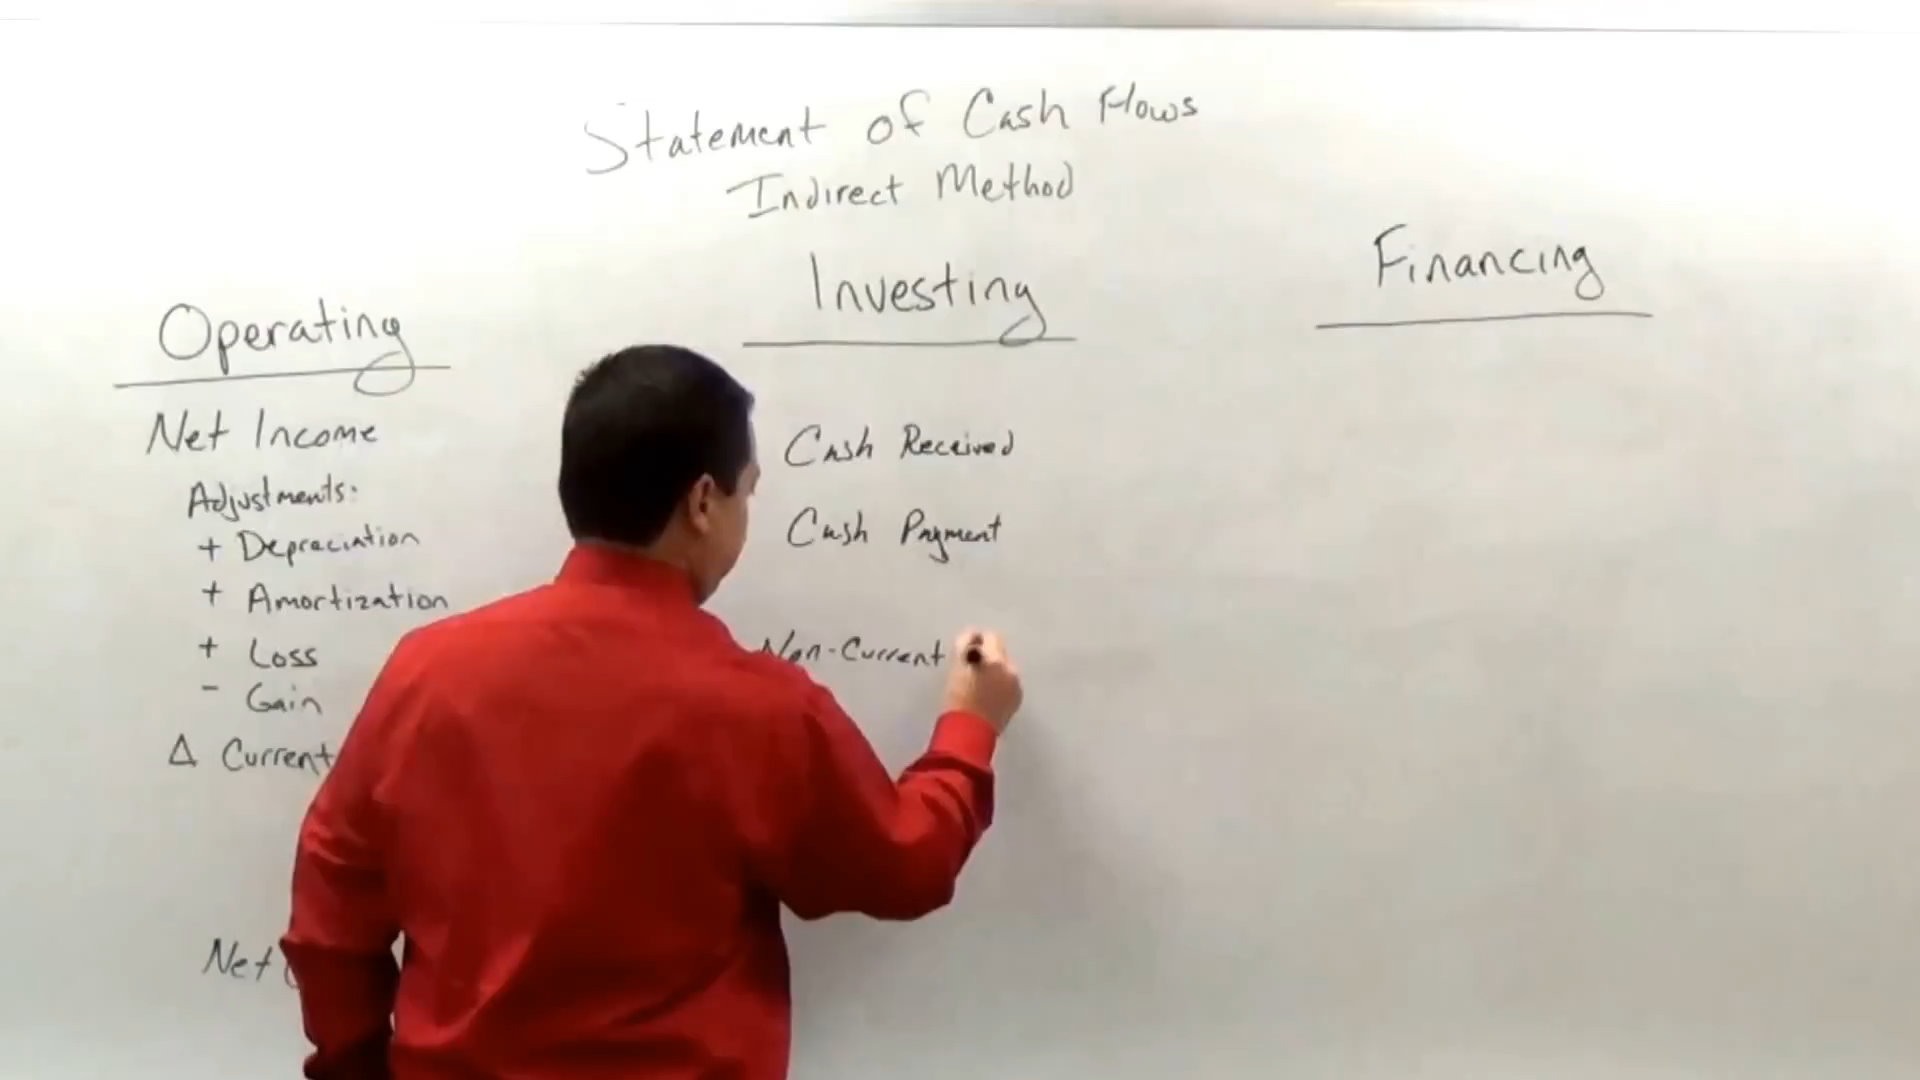 Statement of Cash Flows
Indirect Method
Operating
Net Income
Adjustments:
+ Depreciation
+ Amortization
+ Loss
- Gain
Δ Current
Net
Investing
Cash Received
Cash Payment
Non-Current
Financing